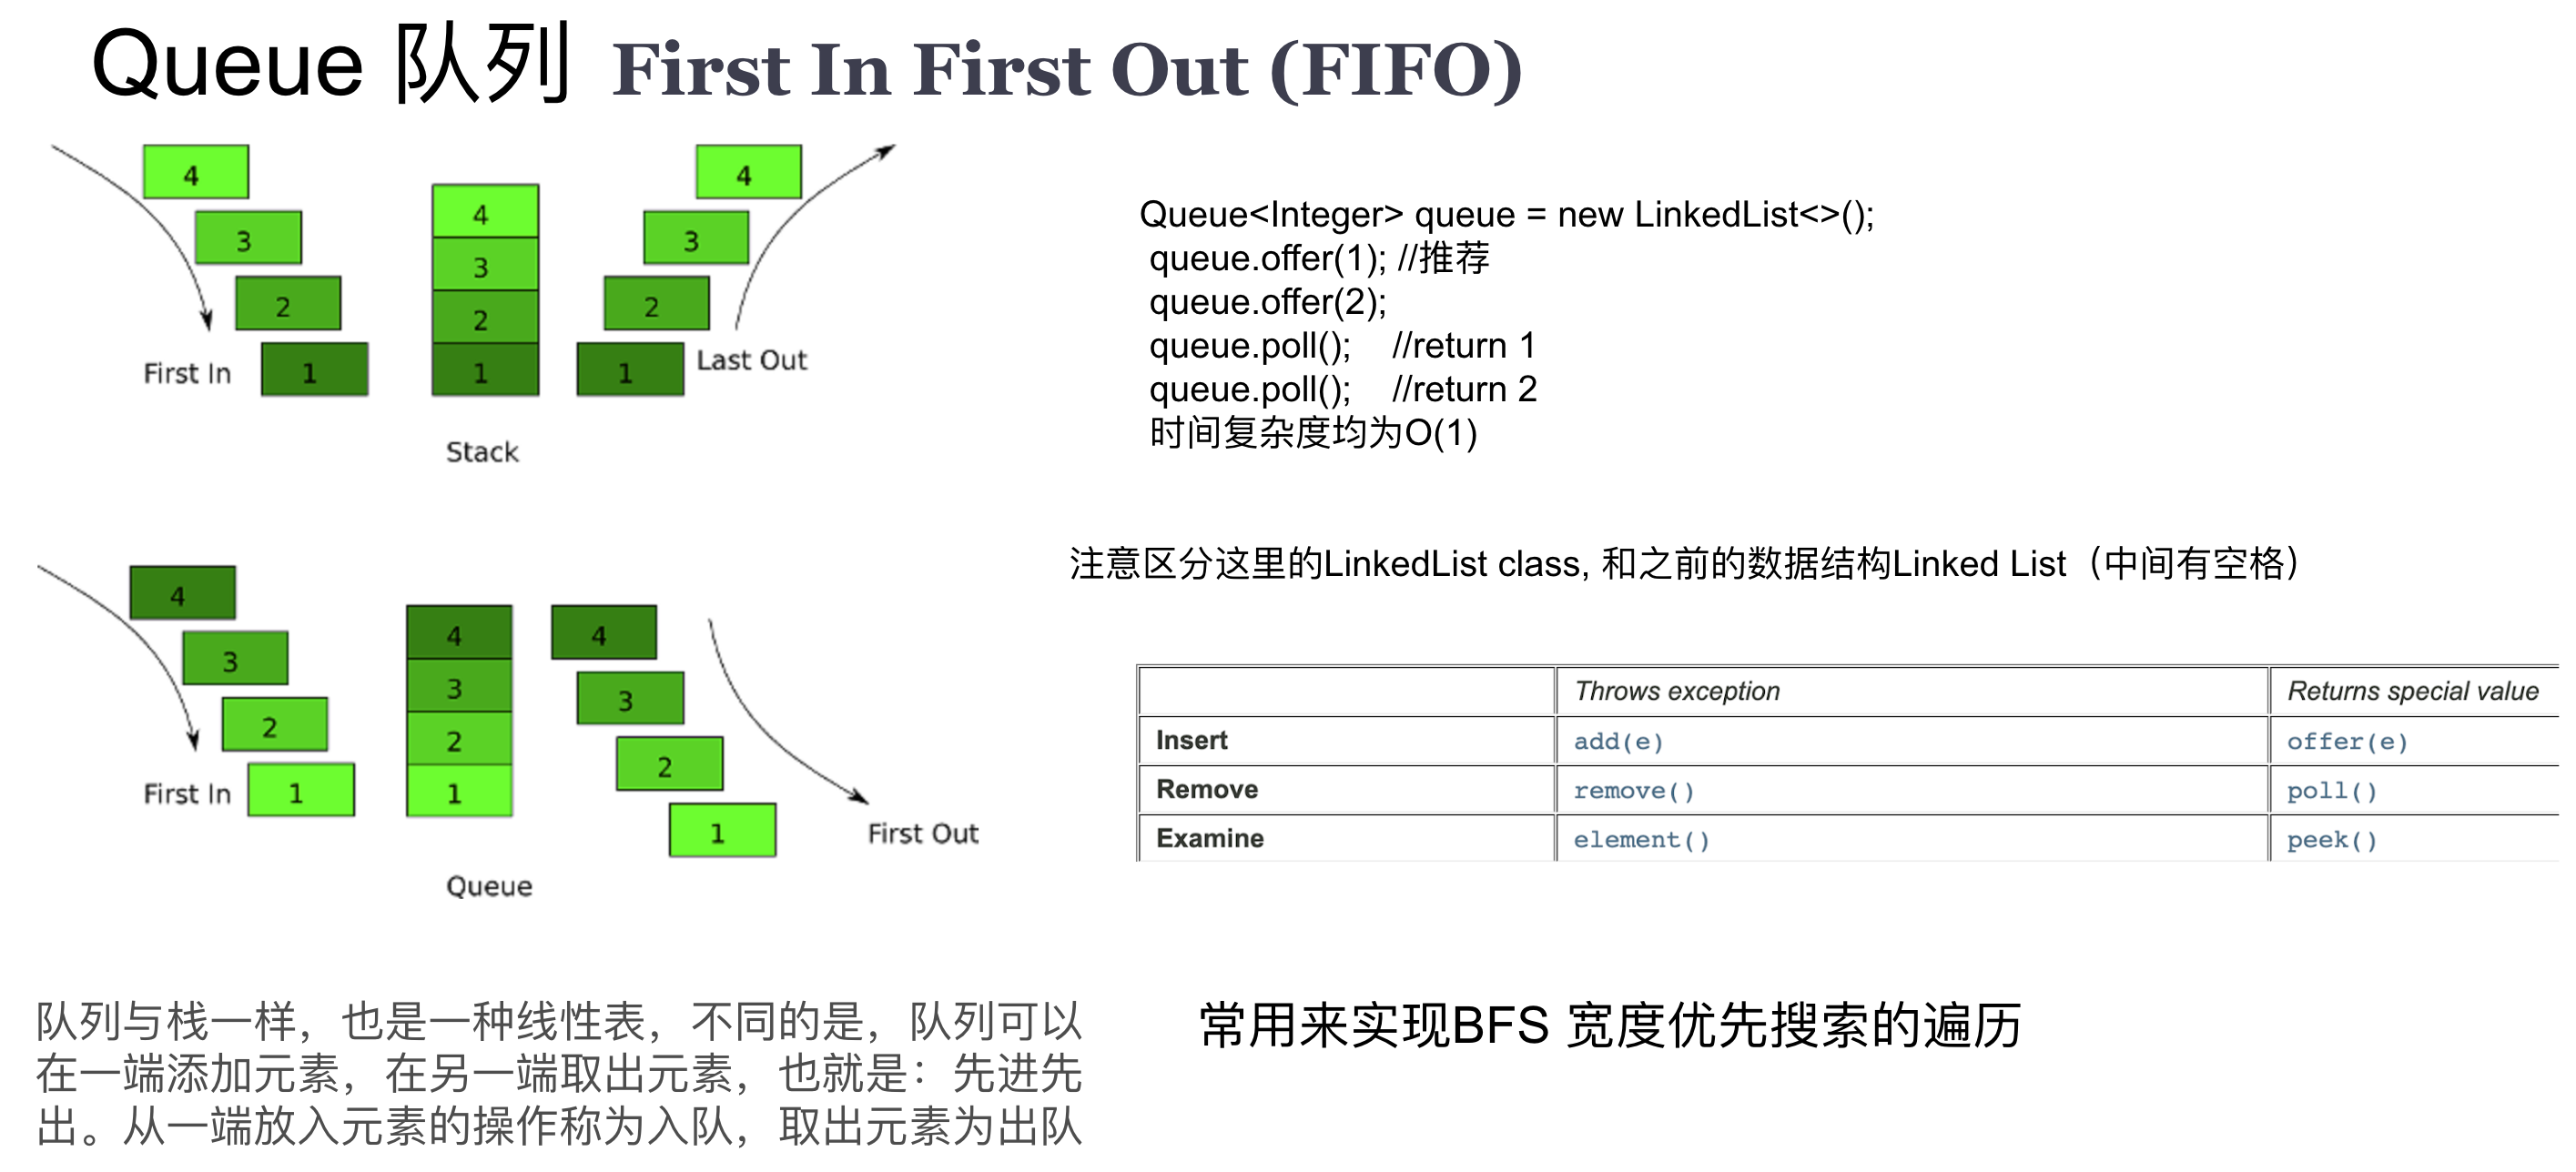 Queue 队列 First In First Out (FIFO)
4
3
2
First In 1
4
3
2
1
4
3
2
1 Last Out
Stack
4
3
2
First In 1
4
3
2
1
4
3
2
1
First Out
Queue
Queue<Integer> queue = new LinkedList<>();
queue.offer(1); //推荐
queue.offer(2);
queue.poll(); //return 1
queue.poll(); //return 2
时间复杂度均为O(1)
注意区分这里的LinkedList class, 和之前的数据结构Linked List（中间有空格）
Throws exception Returns special value
Insert add(e) offer(e)
Remove remove() poll()
Examine element() peek()
队列与栈一样，也是一种线性表，不同的是，队列可以
在一端添加元素，在另一端取出元素，也就是：先进先
出。从一端放入元素的操作称为入队，取出元素为出队
常用来实现BFS 宽度优先搜索的遍历